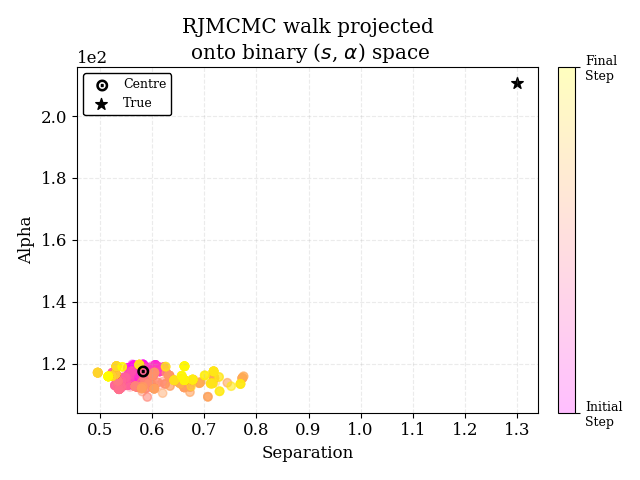 RJMCMC walk projected
onto binary (s, α) space
1e2
Centre
True
2.0
1.8
1.6
1.4
1.2
Alpha
0.5 0.6 0.7 0.8 0.9 1.0 1.1 1.2 1.3
Separation
Final
Step
Initial
Step